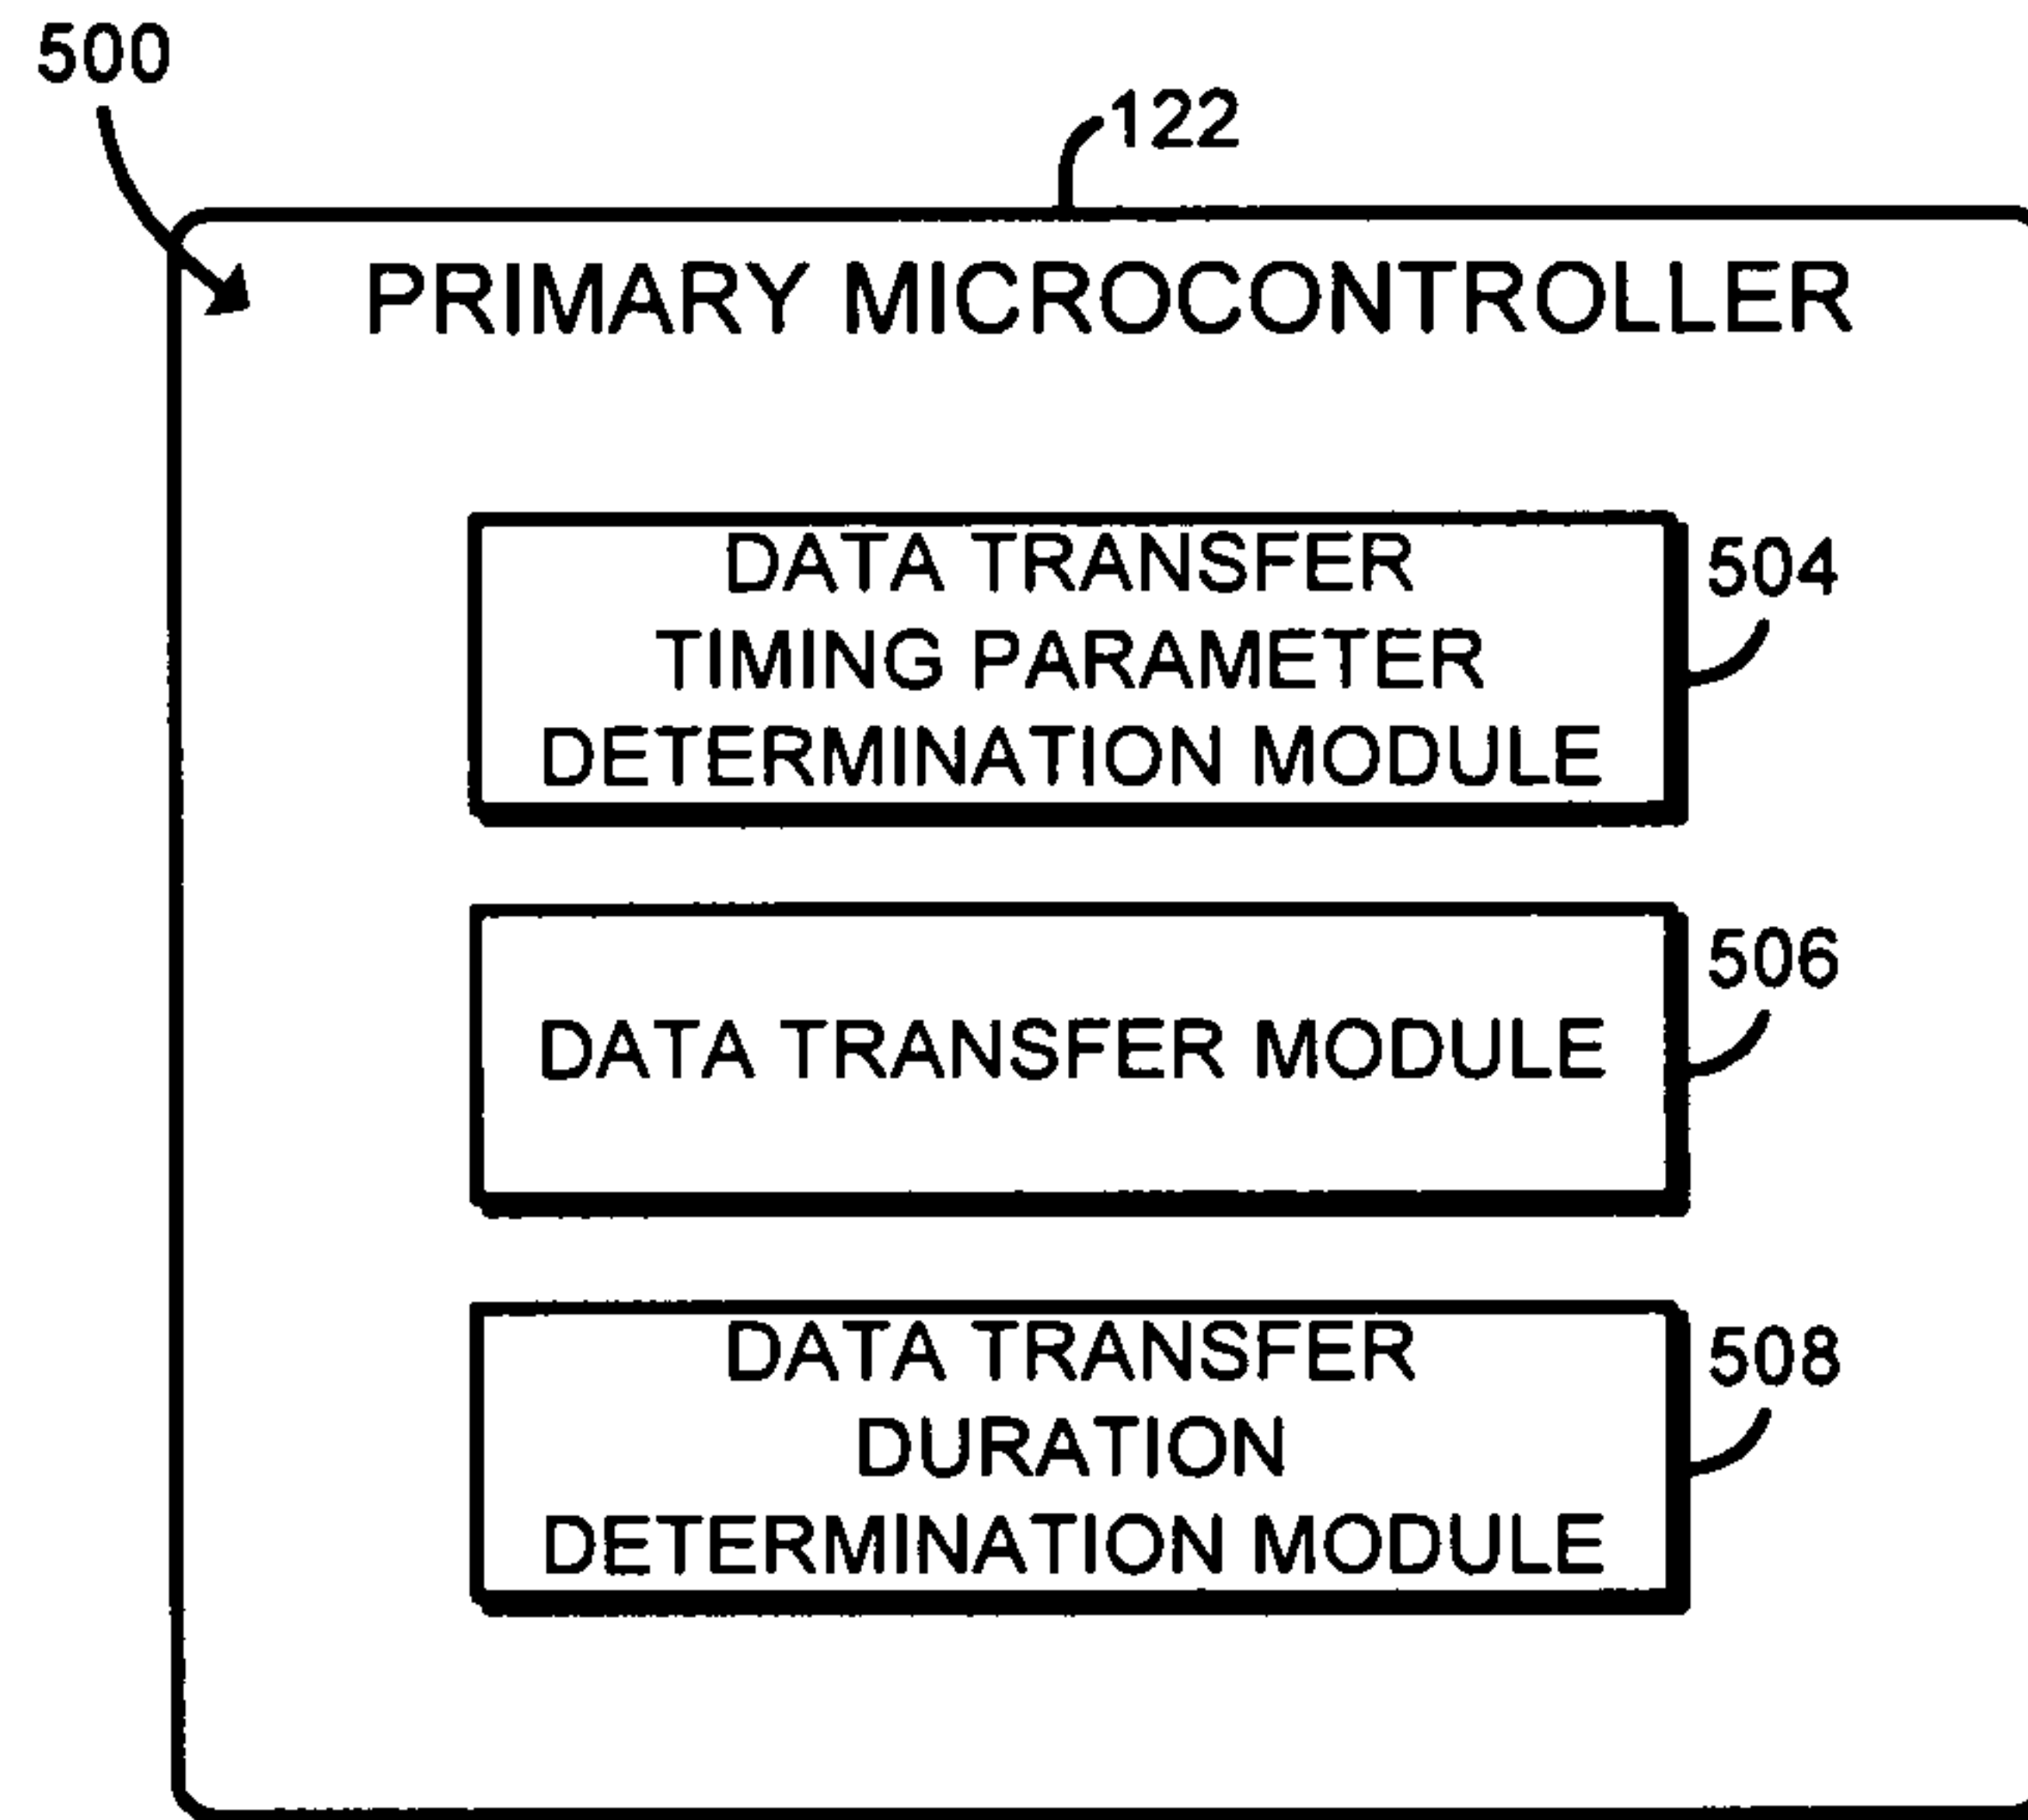 500
122
PRIMARY MICROCONTROLLER
DATA TRANSFER
TIMING PARAMETER
DETERMINATION MODULE
504
DATA TRANSFER MODULE
506
DATA TRANSFER
DURATION
DETERMINATION MODULE
508